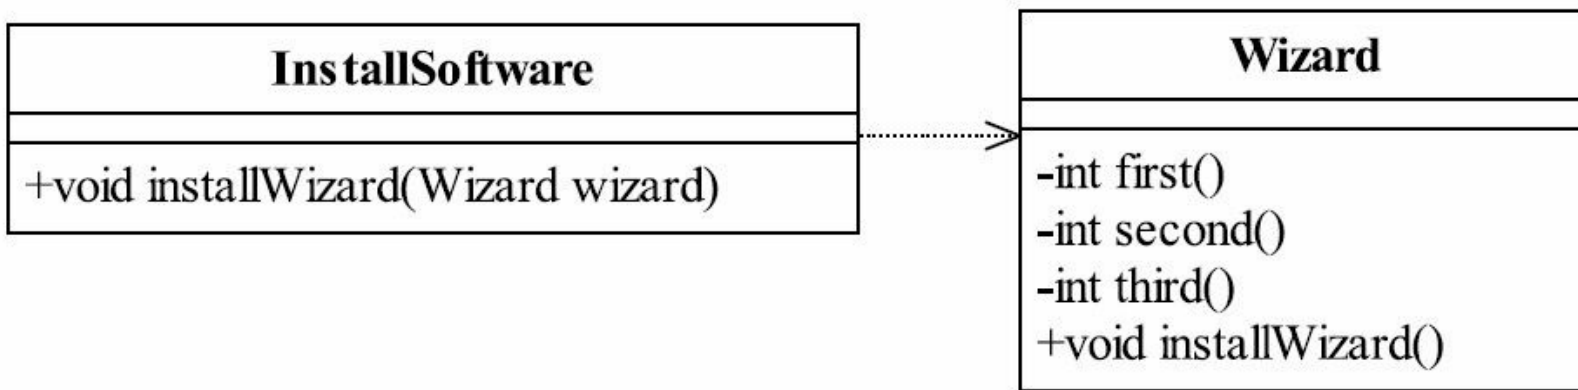 InstallSoftware
+void installWizard(Wizard wizard)
Wizard
-int first()
-int second()
-int third()
+void installWizard()